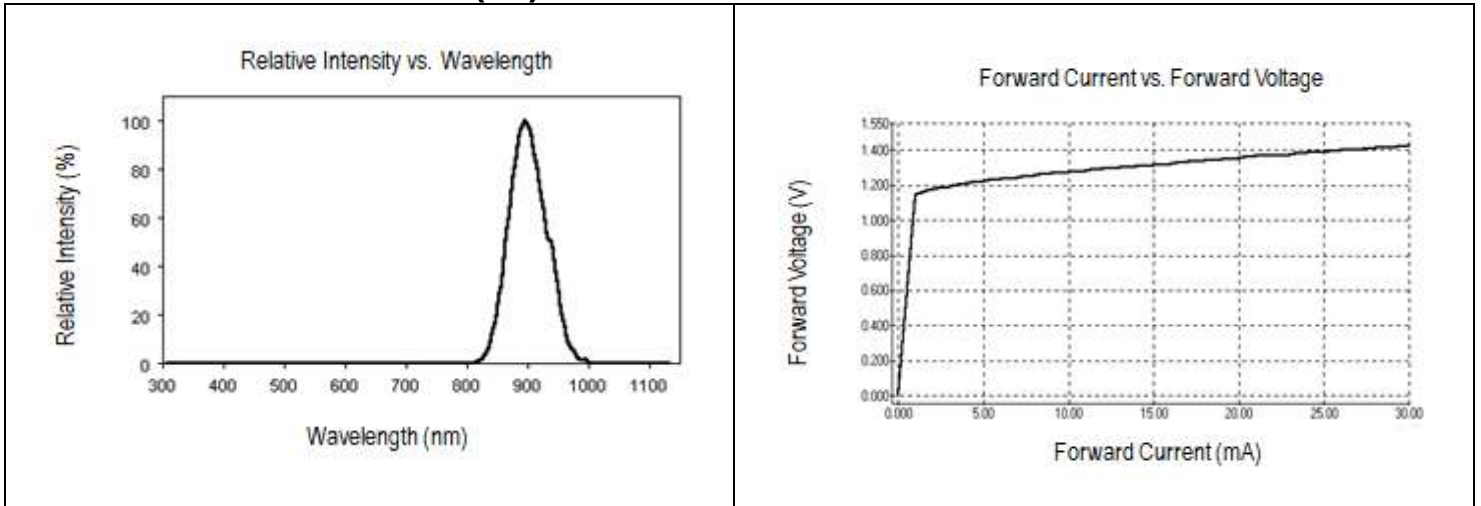 Relative Intensity vs. Wavelength
Relative Intensity (%)
100
80
60
40
20
0
300 400 500 600 700 800 900 1000 1100
Wavelength (nm)
Forward Current vs. Forward Voltage
Forward Voltage (V)
1.550
1.400
1.200
1.000
0.800
0.600
0.400
0.200
0.000
0.000 5.00 10.00 15.00 20.00 25.00 30.00
Forward Current (mA)